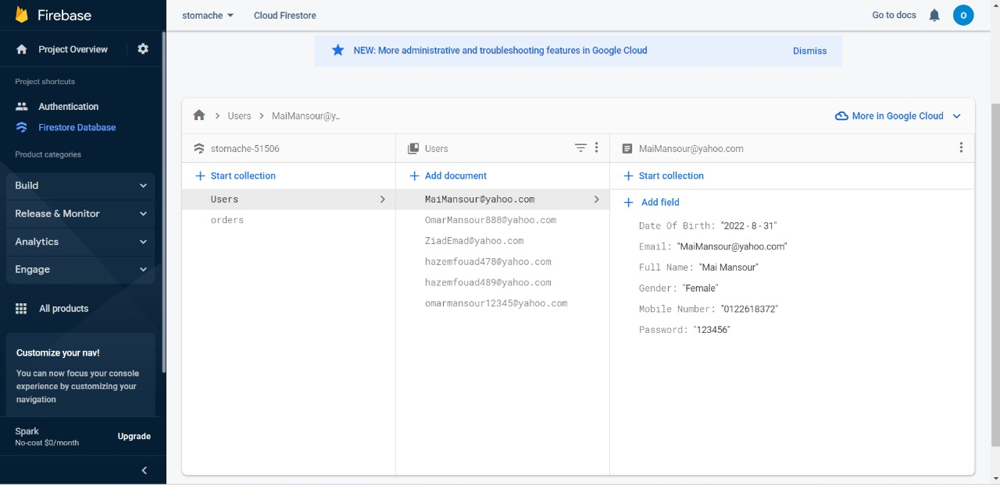 Firebase
Project Overview
Project shortcuts
Authentication
Firestore Database
Product categories
Build
Release & Monitor
Analytics
Engage
All products
Customize your nav!
You can now focus your console
experience by customizing your
navigation
Spark
No-cost $0/month
Upgrade
stomache
Cloud Firestore
Go to docs
O
NEW: More administrative and troubleshooting features in Google Cloud
Dismiss
Users
MaiMansour@y..
More in Google Cloud
stomache-51506
Start collection
Users
orders
Users
Add document
MaiMansour@yahoo.com
OmarMansour888@yahoo.com
ZiadEmad@yahoo.com
hazemfouad478@yahoo.com
hazemfouad489@yahoo.com
omarmansour12345@yahoo.com
MaiMansour@yahoo.com
Start collection
Add field
Date Of Birth: "2022 - 8 - 31"
Email: "MaiMansour@yahoo.com"
Full Name: "Mai Mansour"
Gender: "Female"
Mobile Number: "0122618372"
Password: "123456"